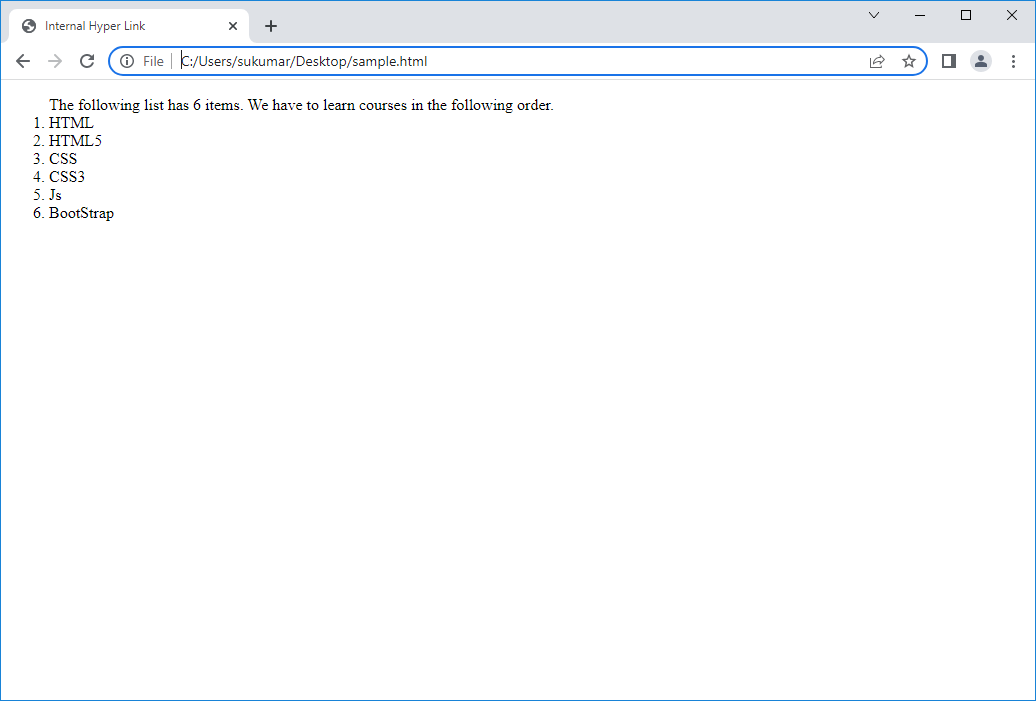 Internal Hyper Link
File
C:/Users/sukumar/Desktop/sample.html
The following list has 6 items. We have to learn courses in the following order.
1. HTML
2. HTML5
3. CSS
4. CSS3
5. Js
6. BootStrap